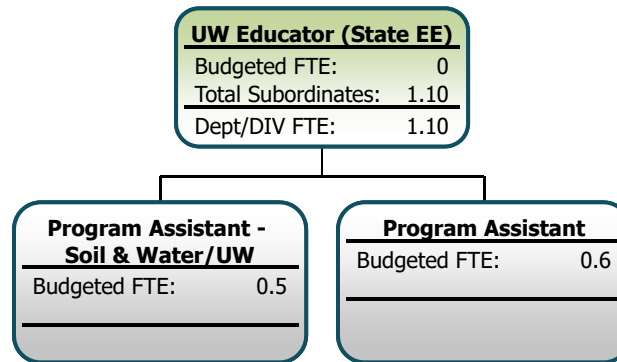 UW Educator (State EE)
Budgeted FTE: 0
Total Subordinates: 1.10
Dept/DIV FTE: 1.10
Program Assistant -
Soil & Water/UW
Budgeted FTE: 0.5
Program Assistant
Budgeted FTE: 0.6